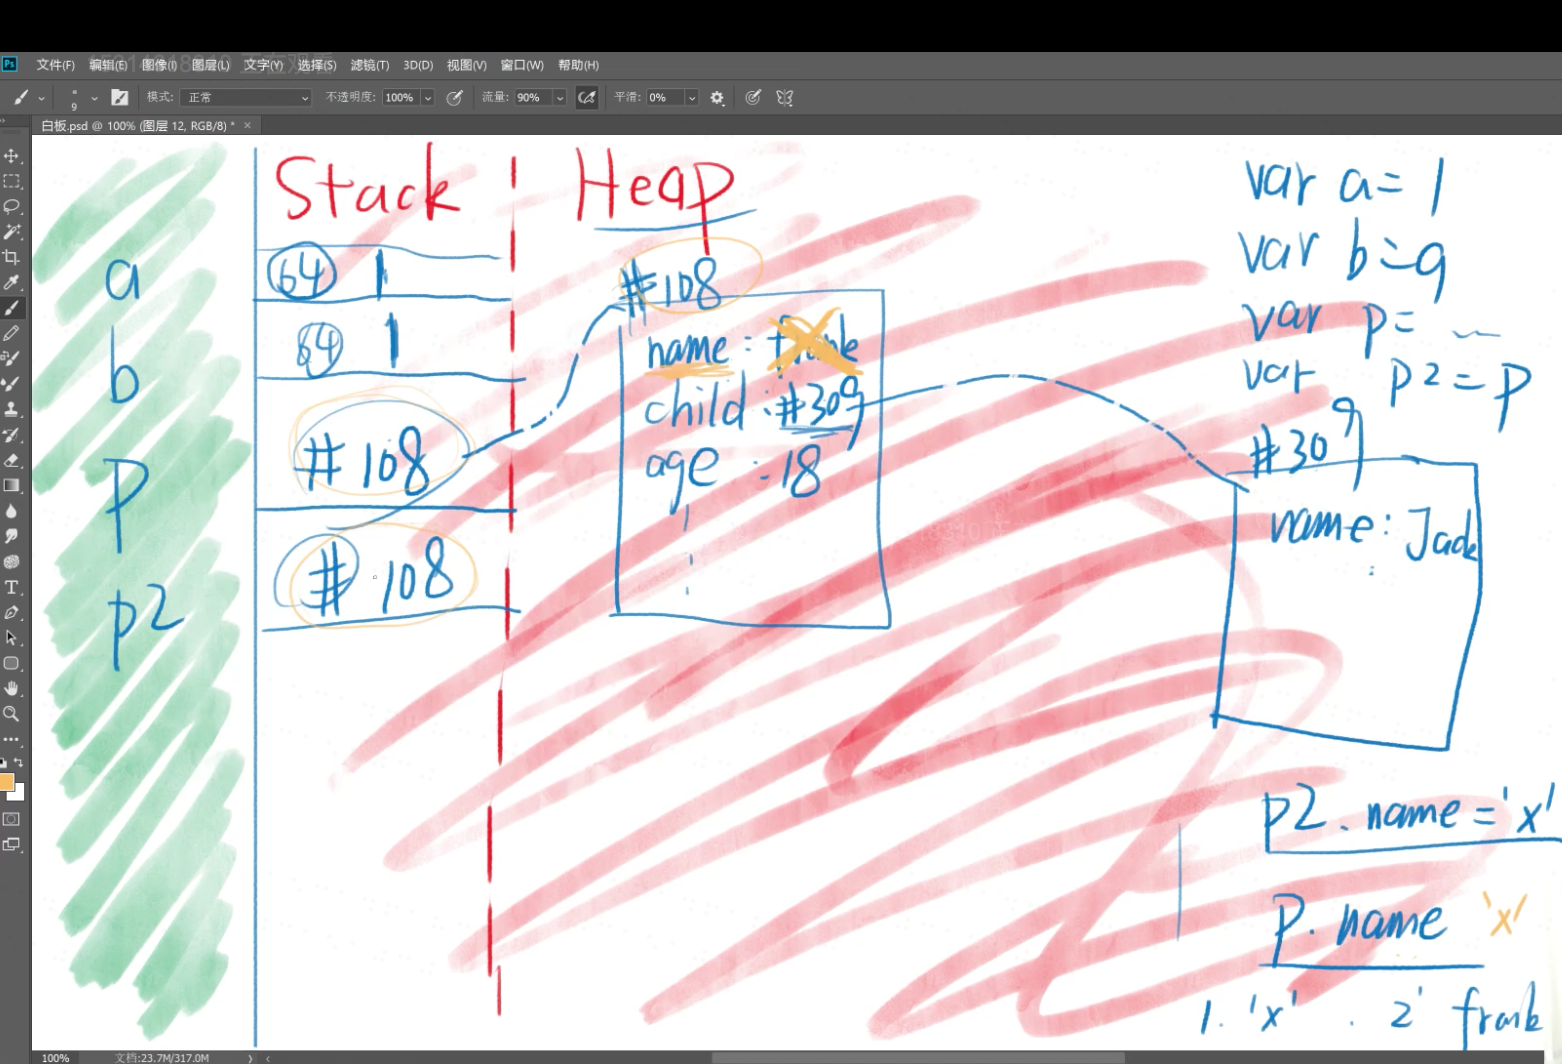 文件(F) 编辑(E) 图像(I) 图层(L) 文字(Y) 选择(S) 滤镜(T) 3D(D) 视图(V) 窗口(W) 帮助(H)
9 模式: 正常 不透明度: 100% 流量: 90% 平滑: 0%
白板.psd @ 100% (图层 12, RGB/8) * ×
Stack Heap
a 64 1
b 64 1
p #108
p2 #108
#108
name: frank
child: #309
age: 18
var a=1
var b=a
var p=
var p2=p
#309
name: Jack
p2.name='x'
p.name 'x'
1. 'x' . 2' frank
100% 文档:23.7M/317.0M